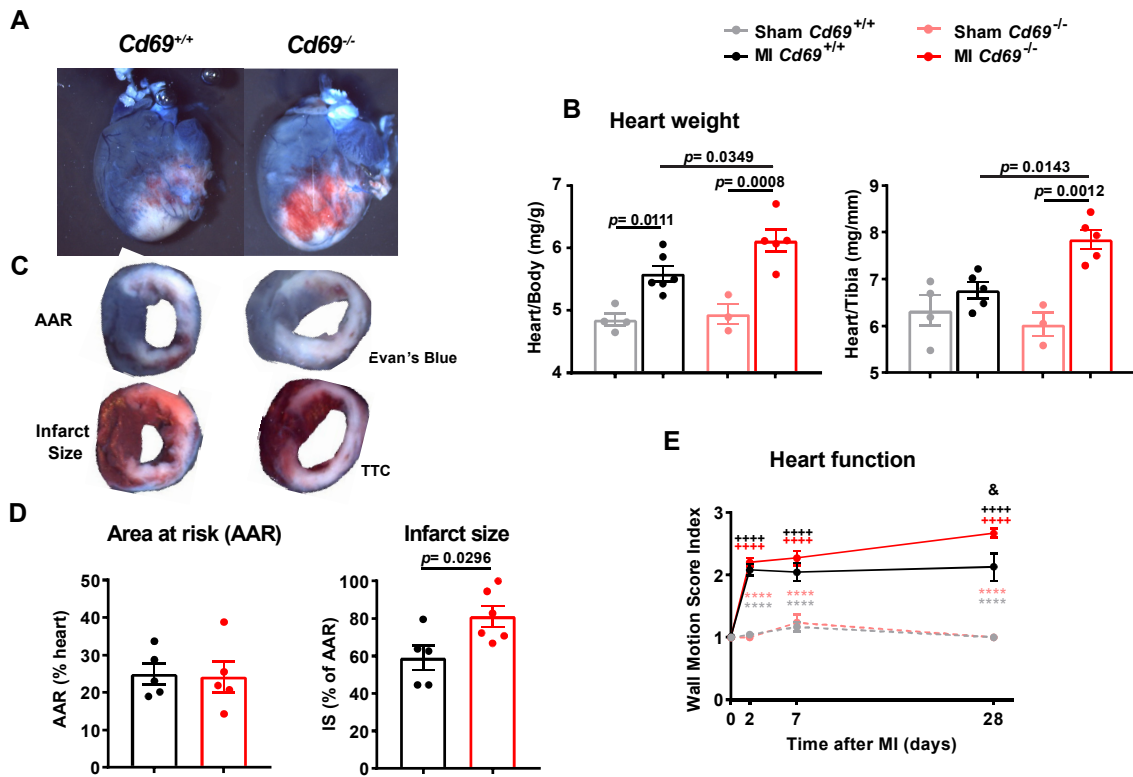 A
Cd69+/+
Cd69-/-
Sham Cd69+/+
MI Cd69+/+
Sham Cd69-/-
MI Cd69-/-
B
Heart weight
p= 0.0349
p= 0.0008
p= 0.0111
Heart/Body (mg/g)
7
6
5
4
p= 0.0143
p= 0.0012
Heart/Tibia (mg/mm)
9
8
7
6
5
C
AAR
Evan's Blue
Infarct
Size
TTC
D
Area at risk (AAR)
AAR (% heart)
50
40
30
20
10
0
Infarct size
p= 0.0296
IS (% of AAR)
100
80
60
40
20
0
E
Heart function
Wall Motion Score Index
3
2
1
0
&
++++
++++
++++
++++
++++
++++
****
****
****
****
****
****
0 2 7 28
Time after MI (days)